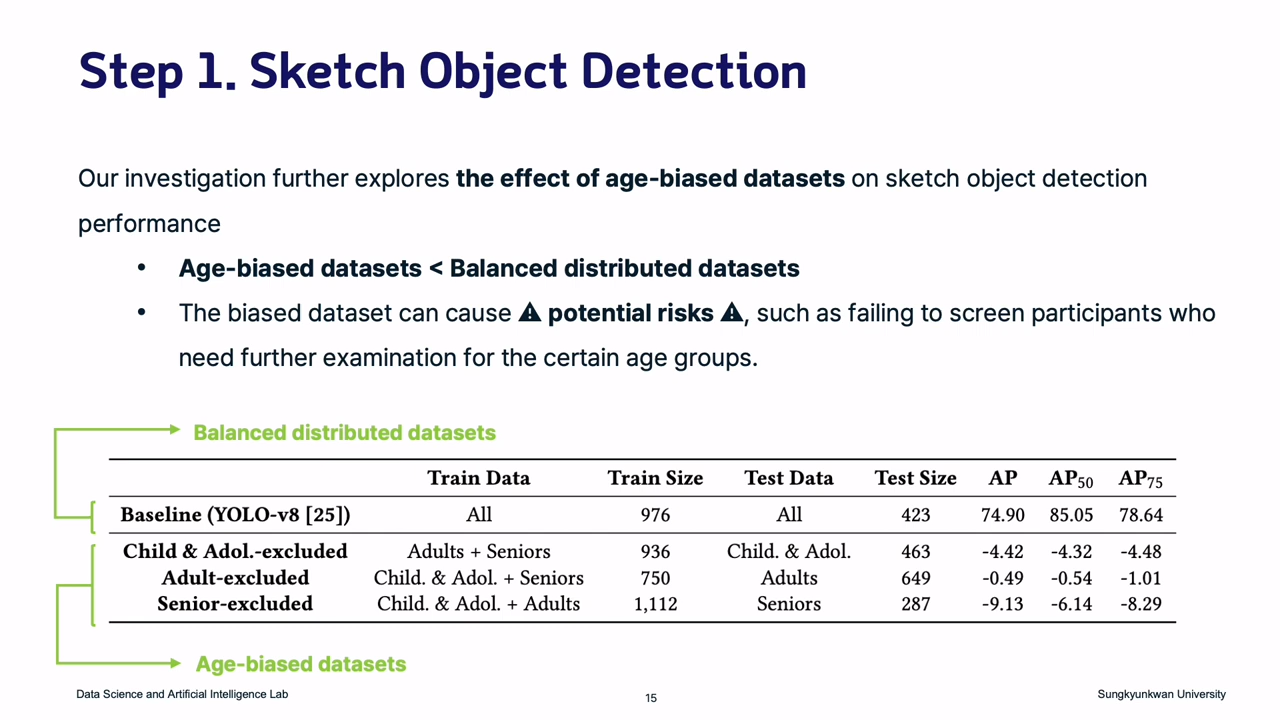 Step 1. Sketch Object Detection
Our investigation further explores the effect of age-biased datasets on sketch object detection
performance
• Age-biased datasets < Balanced distributed datasets
• The biased dataset can cause ⚠ potential risks ⚠, such as failing to screen participants who
need further examination for the certain age groups.
Balanced distributed datasets
Train Data Train Size Test Data Test Size AP AP50 AP75
Baseline (YOLO-v8 [25]) All 976 All 423 74.90 85.05 78.64
Child & Adol.-excluded Adults + Seniors 936 Child. & Adol. 463 -4.42 -4.32 -4.48
Adult-excluded Child. & Adol. + Seniors 750 Adults 649 -0.49 -0.54 -1.01
Senior-excluded Child. & Adol. + Adults 1,112 Seniors 287 -9.13 -6.14 -8.29
Age-biased datasets
Data Science and Artificial Intelligence Lab
15
Sungkyunkwan University